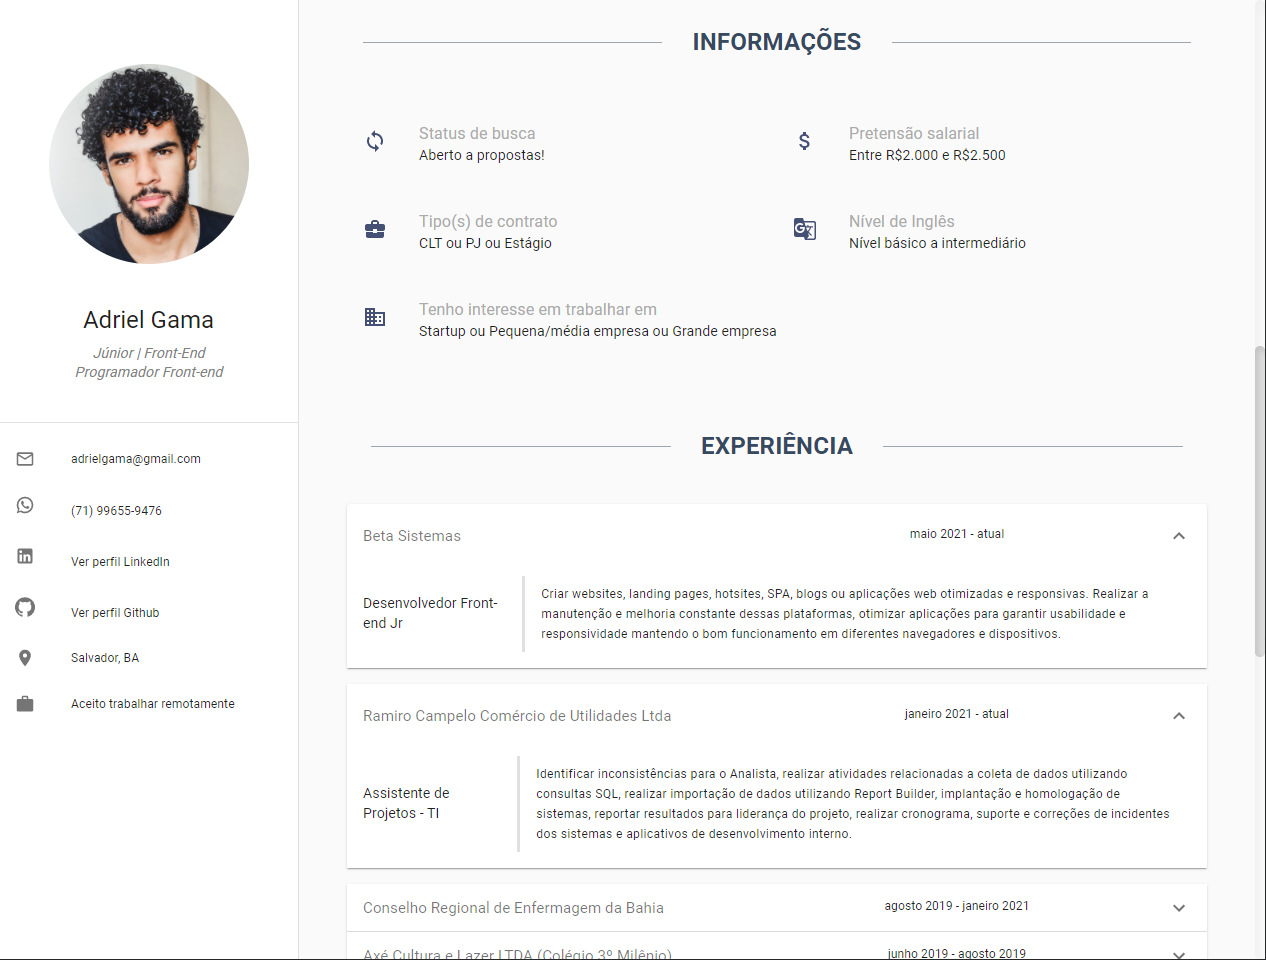 Adriel Gama
Júnior | Front-End
Programador Front-end
adrielgama@gmail.com
(71) 99655-9476
Ver perfil LinkedIn
Ver perfil Github
Salvador, BA
Aceito trabalhar remotamente
INFORMAÇÕES
Status de busca
Aberto a propostas!
Pretensão salarial
Entre R$2.000 e R$2.500
Tipo(s) de contrato
CLT ou PJ ou Estágio
Nível de Inglês
Nível básico a intermediário
Tenho interesse em trabalhar em
Startup ou Pequena/média empresa ou Grande empresa
EXPERIÊNCIA
Beta Sistemas
maio 2021 - atual
Desenvolvedor Front-
end Jr
Criar websites, landing pages, hotsites, SPA, blogs ou aplicações web otimizadas e responsivas. Realizar a
manutenção e melhoria constante dessas plataformas, otimizar aplicações para garantir usabilidade e
responsividade mantendo o bom funcionamento em diferentes navegadores e dispositivos.
Ramiro Campelo Comércio de Utilidades Ltda
janeiro 2021 - atual
Assistente de
Projetos - TI
Identificar inconsistências para o Analista, realizar atividades relacionadas a coleta de dados utilizando
consultas SQL, realizar importação de dados utilizando Report Builder, implantação e homologação de
sistemas, reportar resultados para liderança do projeto, realizar cronograma, suporte e correções de incidentes
dos sistemas e aplicativos de desenvolvimento interno.
Conselho Regional de Enfermagem da Bahia
agosto 2019 - janeiro 2021
Axé Cultura e Lazer LTDA (Colégio 3º Milênio)
junho 2019 - agosto 2019